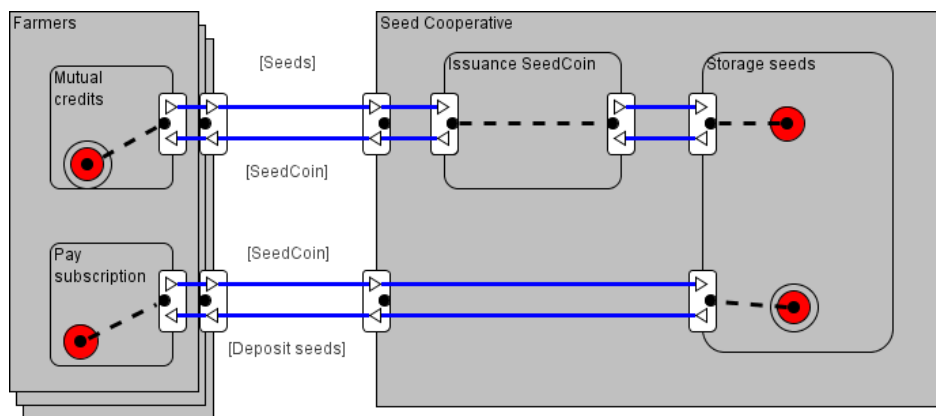 Farmers
Seed Cooperative
Mutual
credits
[Seeds]
Issuance SeedCoin
Storage seeds
[SeedCoin]
Pay
subscription
[SeedCoin]
[Deposit seeds]